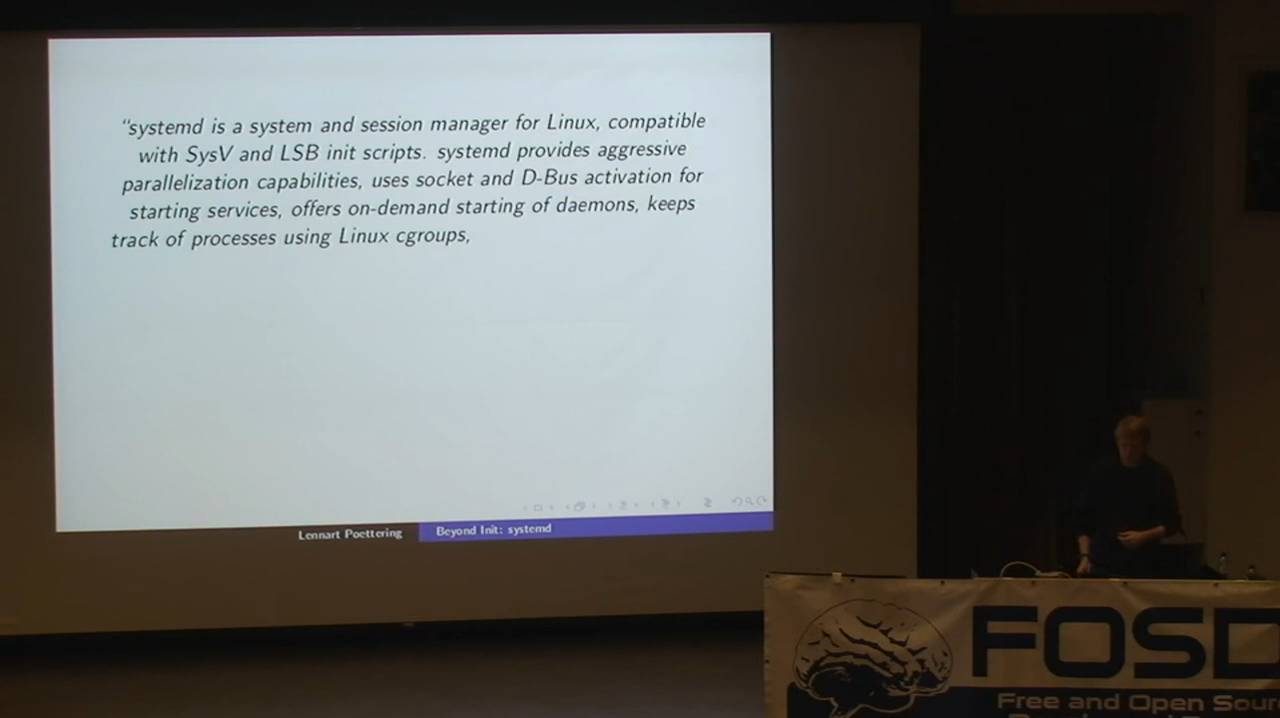 “systemd is a system and session manager for Linux, compatible
with SysV and LSB init scripts. systemd provides aggressive
parallelization capabilities, uses socket and D-Bus activation for
starting services, offers on-demand starting of daemons, keeps
track of processes using Linux cgroups,
Lennart Poettering
Beyond Init: systemd
FOSD
Free and Open Sour